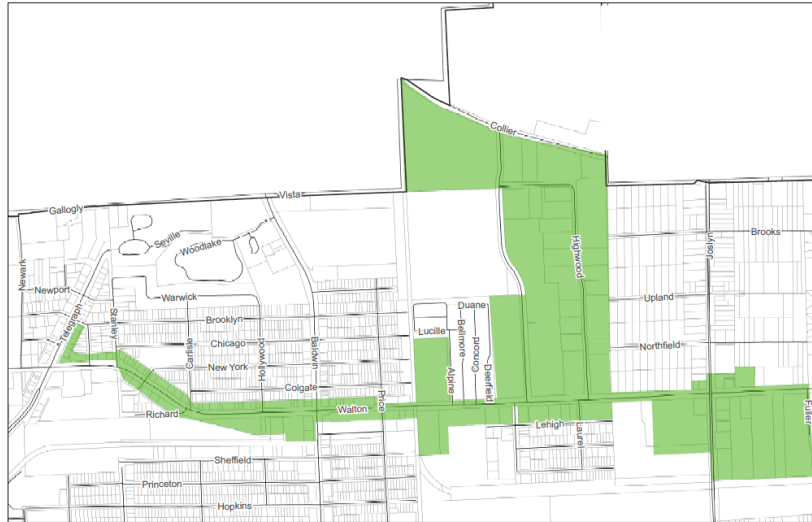 Collier
Vista
Gallogly
Brooks
Seville
Woodlake
Highwood
Joslyn
Newark
Newport
Warwick
Upland
Duane
Telegraph
Stanley
Brooklyn
Lucille
Bellmore
Conrad
Chicago
Carlisle
Hollywood
Baldwin
Northfield
New York
Alpine
Deerfield
Colgate
Price
Richard
Walton
Fuller
Lehigh
Laurel
Sheffield
Princeton
Hopkins